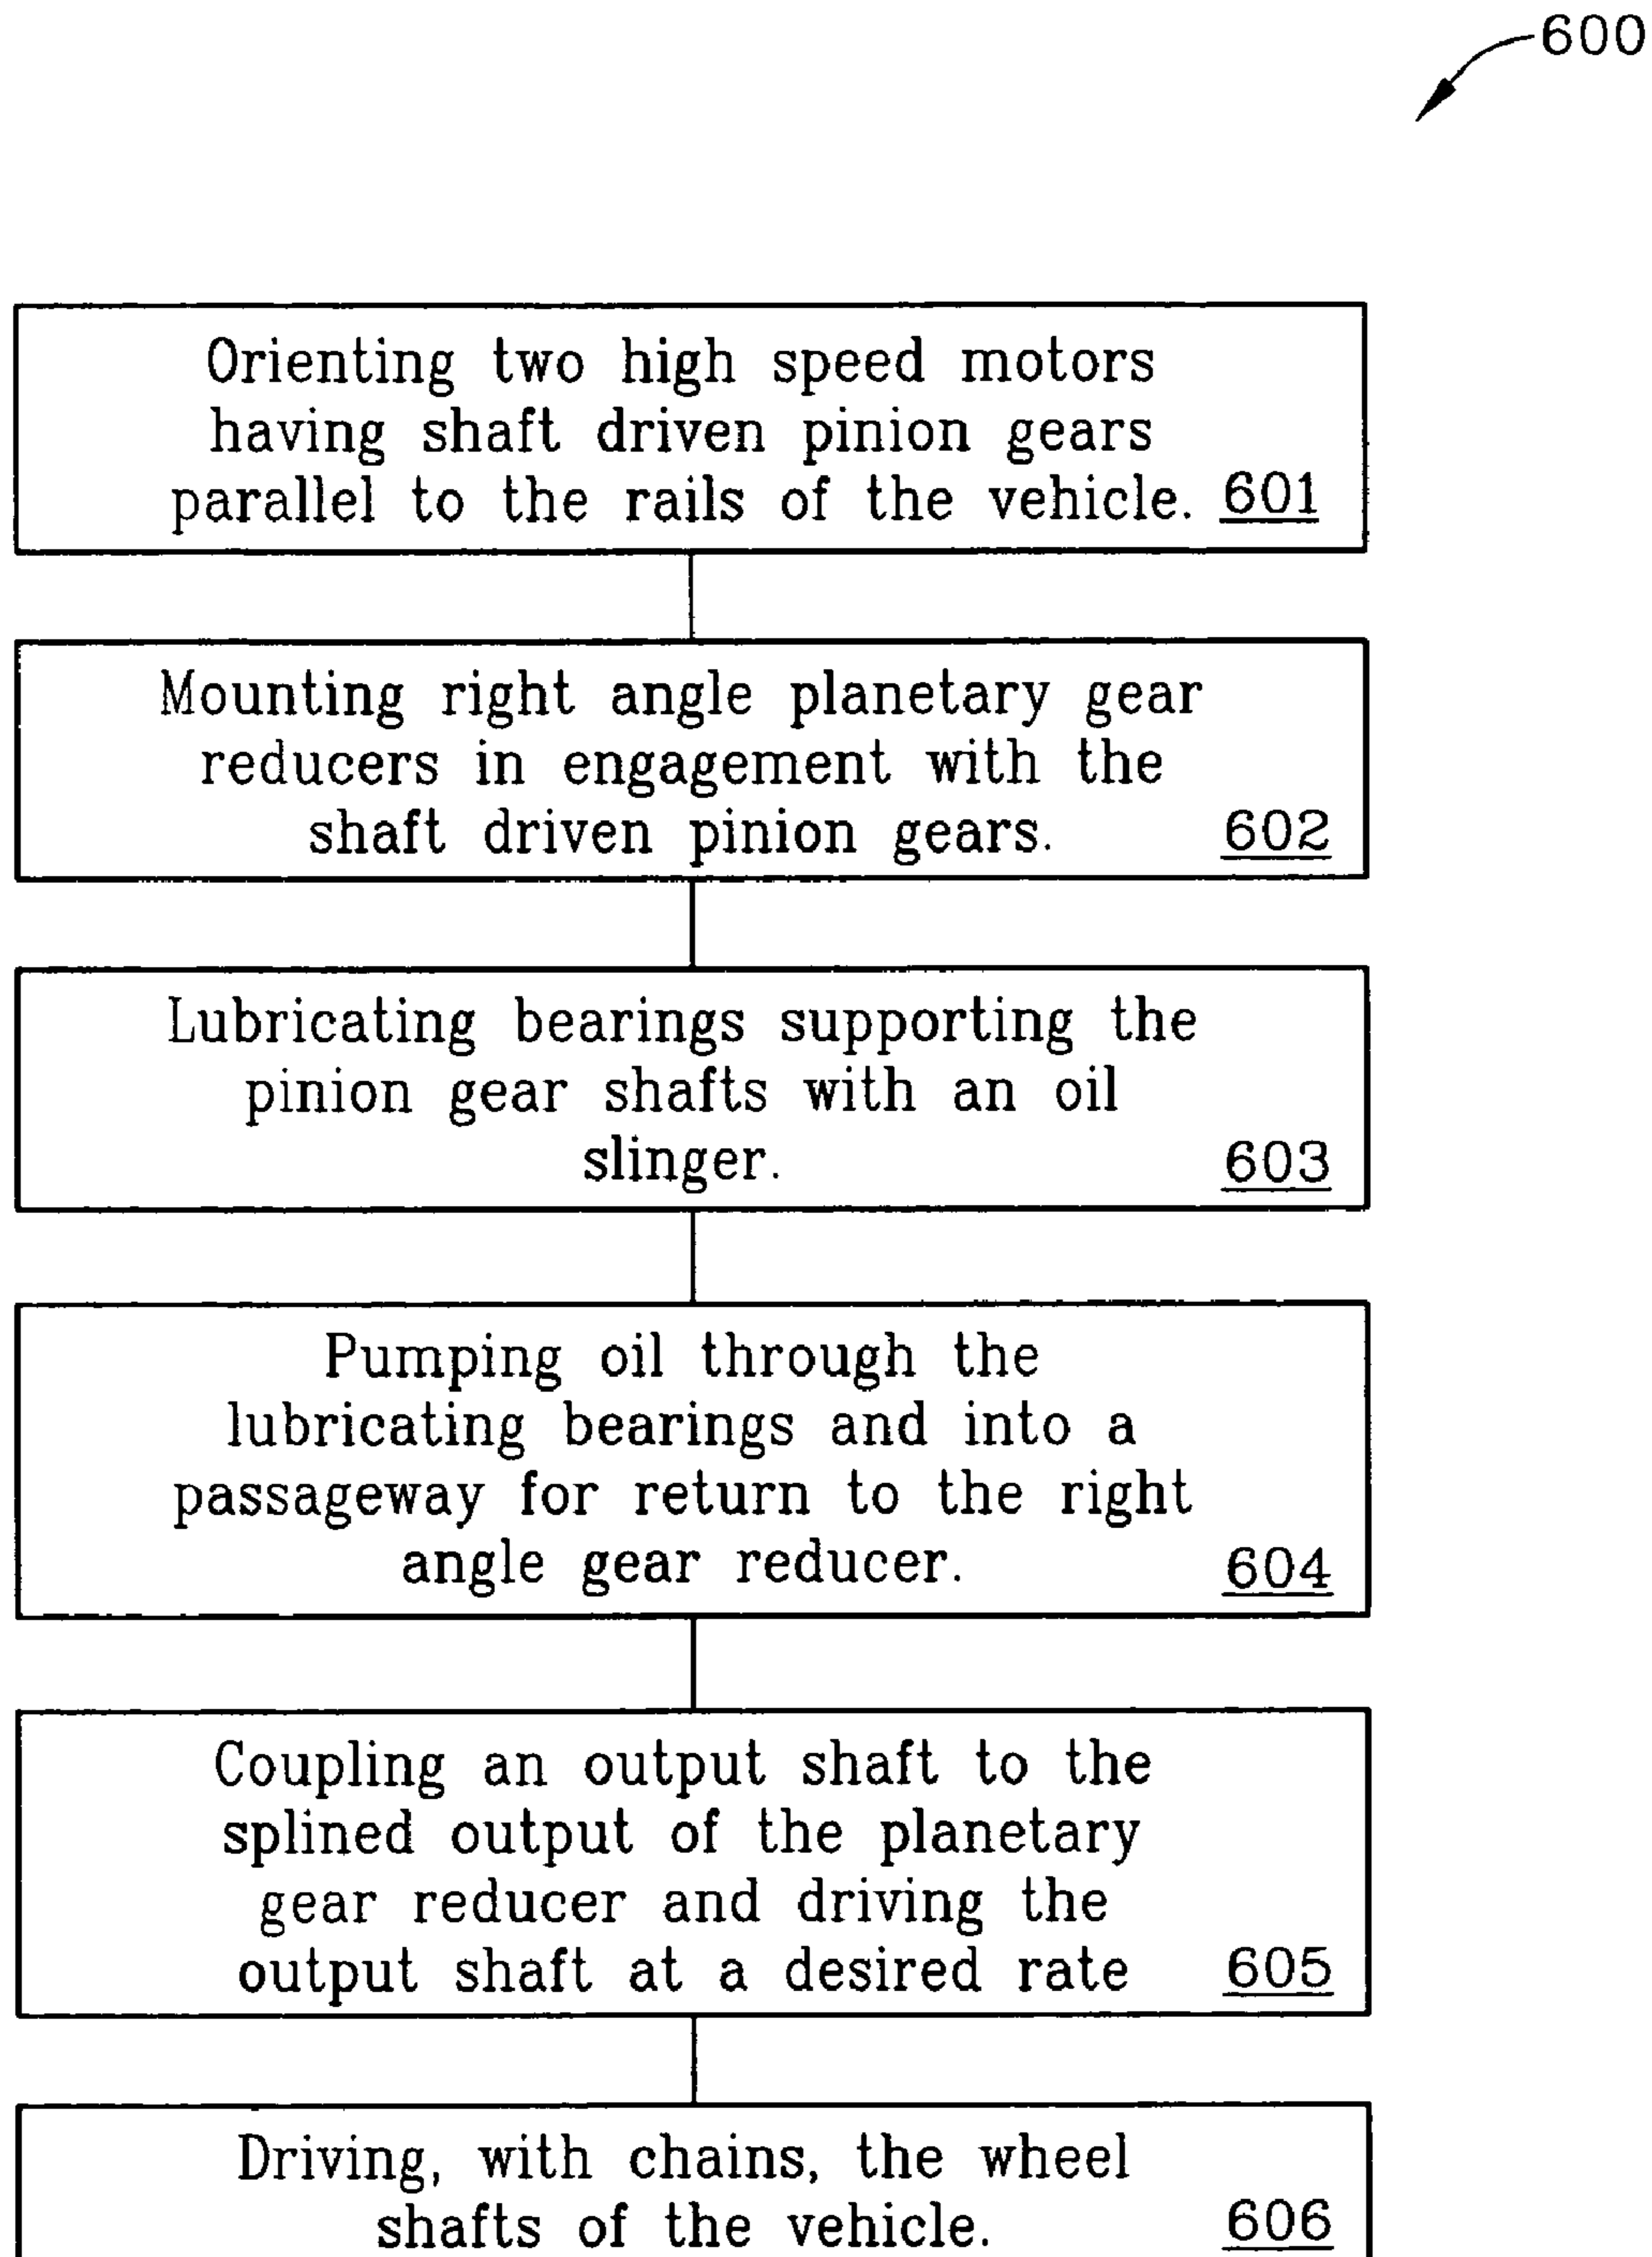 600
Orienting two high speed motors
having shaft driven pinion gears
parallel to the rails of the vehicle. 601
Mounting right angle planetary gear
reducers in engagement with the
shaft driven pinion gears. 602
Lubricating bearings supporting the
pinion gear shafts with an oil
slinger. 603
Pumping oil through the
lubricating bearings and into a
passageway for return to the right
angle gear reducer. 604
Coupling an output shaft to the
splined output of the planetary
gear reducer and driving the
output shaft at a desired rate 605
Driving, with chains, the wheel
shafts of the vehicle. 606